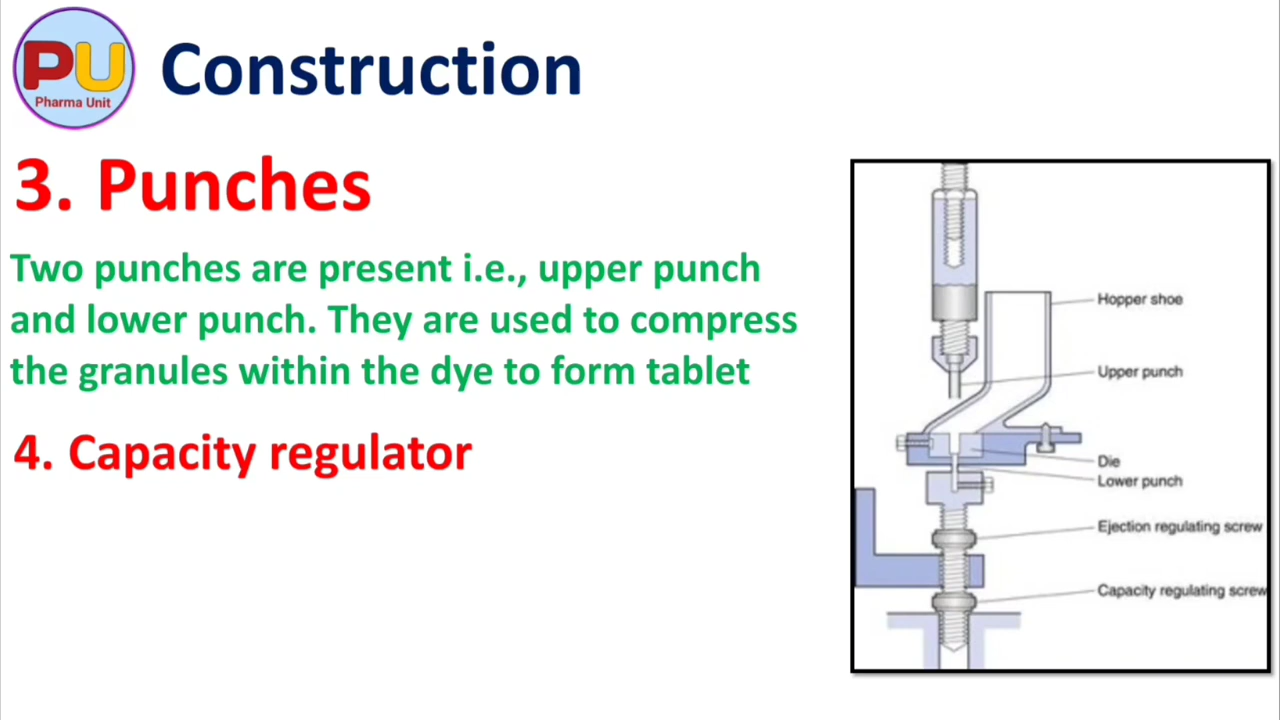 PU
Pharma Unit
Construction
3. Punches
Two punches are present i.e., upper punch
and lower punch. They are used to compress
the granules within the dye to form tablet
4. Capacity regulator
Hopper shoe
Upper punch
Die
Lower punch
Ejection regulating screw
Capacity regulating screw